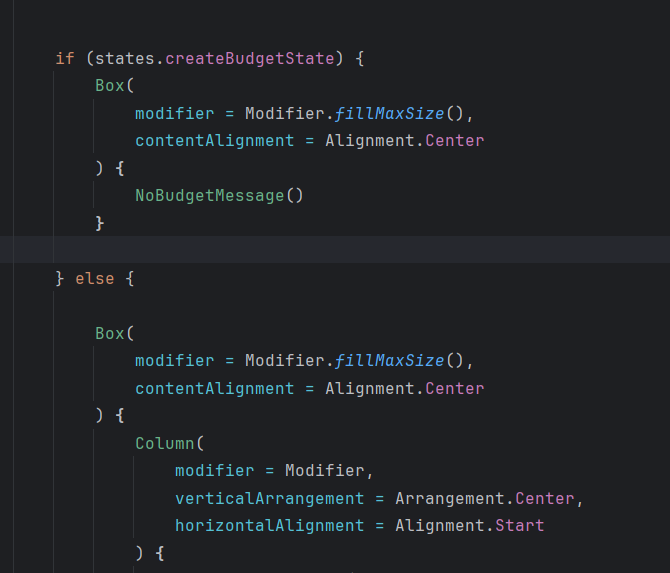 if (states.createBudgetState) {
Box(
modifier = Modifier.fillMaxSize(),
contentAlignment = Alignment.Center
) {
NoBudgetMessage()
}
} else {
Box(
modifier = Modifier.fillMaxSize(),
contentAlignment = Alignment.Center
) {
Column(
modifier = Modifier,
verticalArrangement = Arrangement.Center,
horizontalAlignment = Alignment.Start
) {